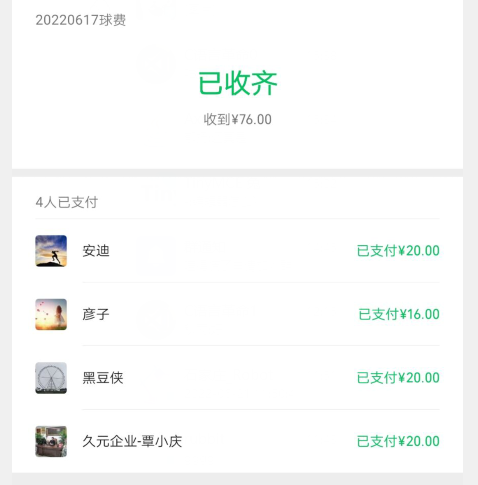 20220617球费
已收齐
收到¥76.00
4人已支付
安迪 已支付¥20.00
彦子 已支付¥16.00
黑豆侠 已支付¥20.00
久元企业-覃小庆 已支付¥20.00